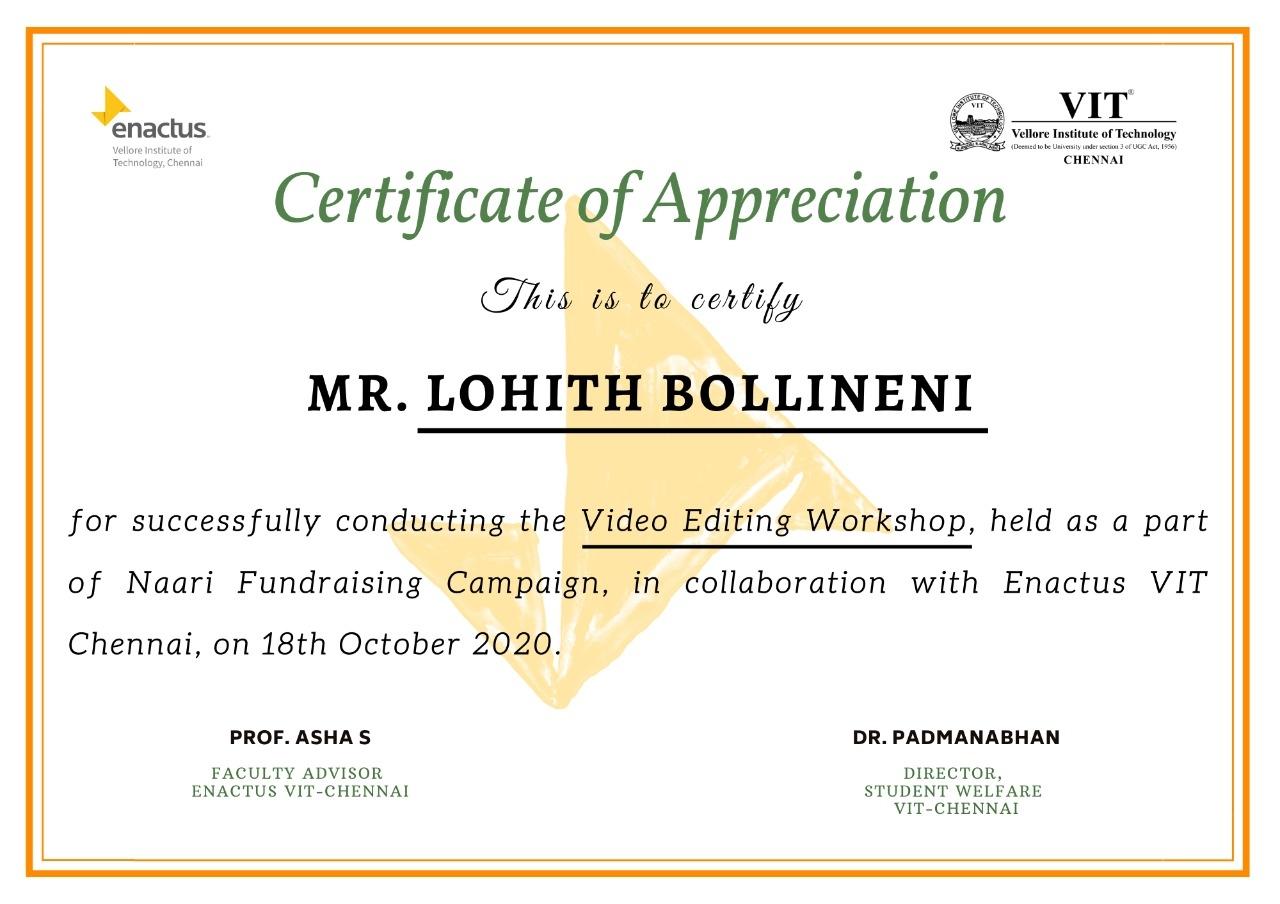 enactus
Vellore Institute of
Technology, Chennai
VIT
VIT®
Vellore Institute of Technology
(Deemed to be University under section 3 of UGC Act, 1956)
CHENNAI
Certificate of Appreciation
This is to certify
MR. LOHITH BOLLINENI
for successfully conducting the Video Editing Workshop, held as a part
of Naari Fundraising Campaign, in collaboration with Enactus VIT
Chennai, on 18th October 2020.
PROF. ASHA S
FACULTY ADVISOR
ENACTUS VIT-CHENNAI
DR. PADMANABHAN
DIRECTOR,
STUDENT WELFARE
VIT-CHENNAI